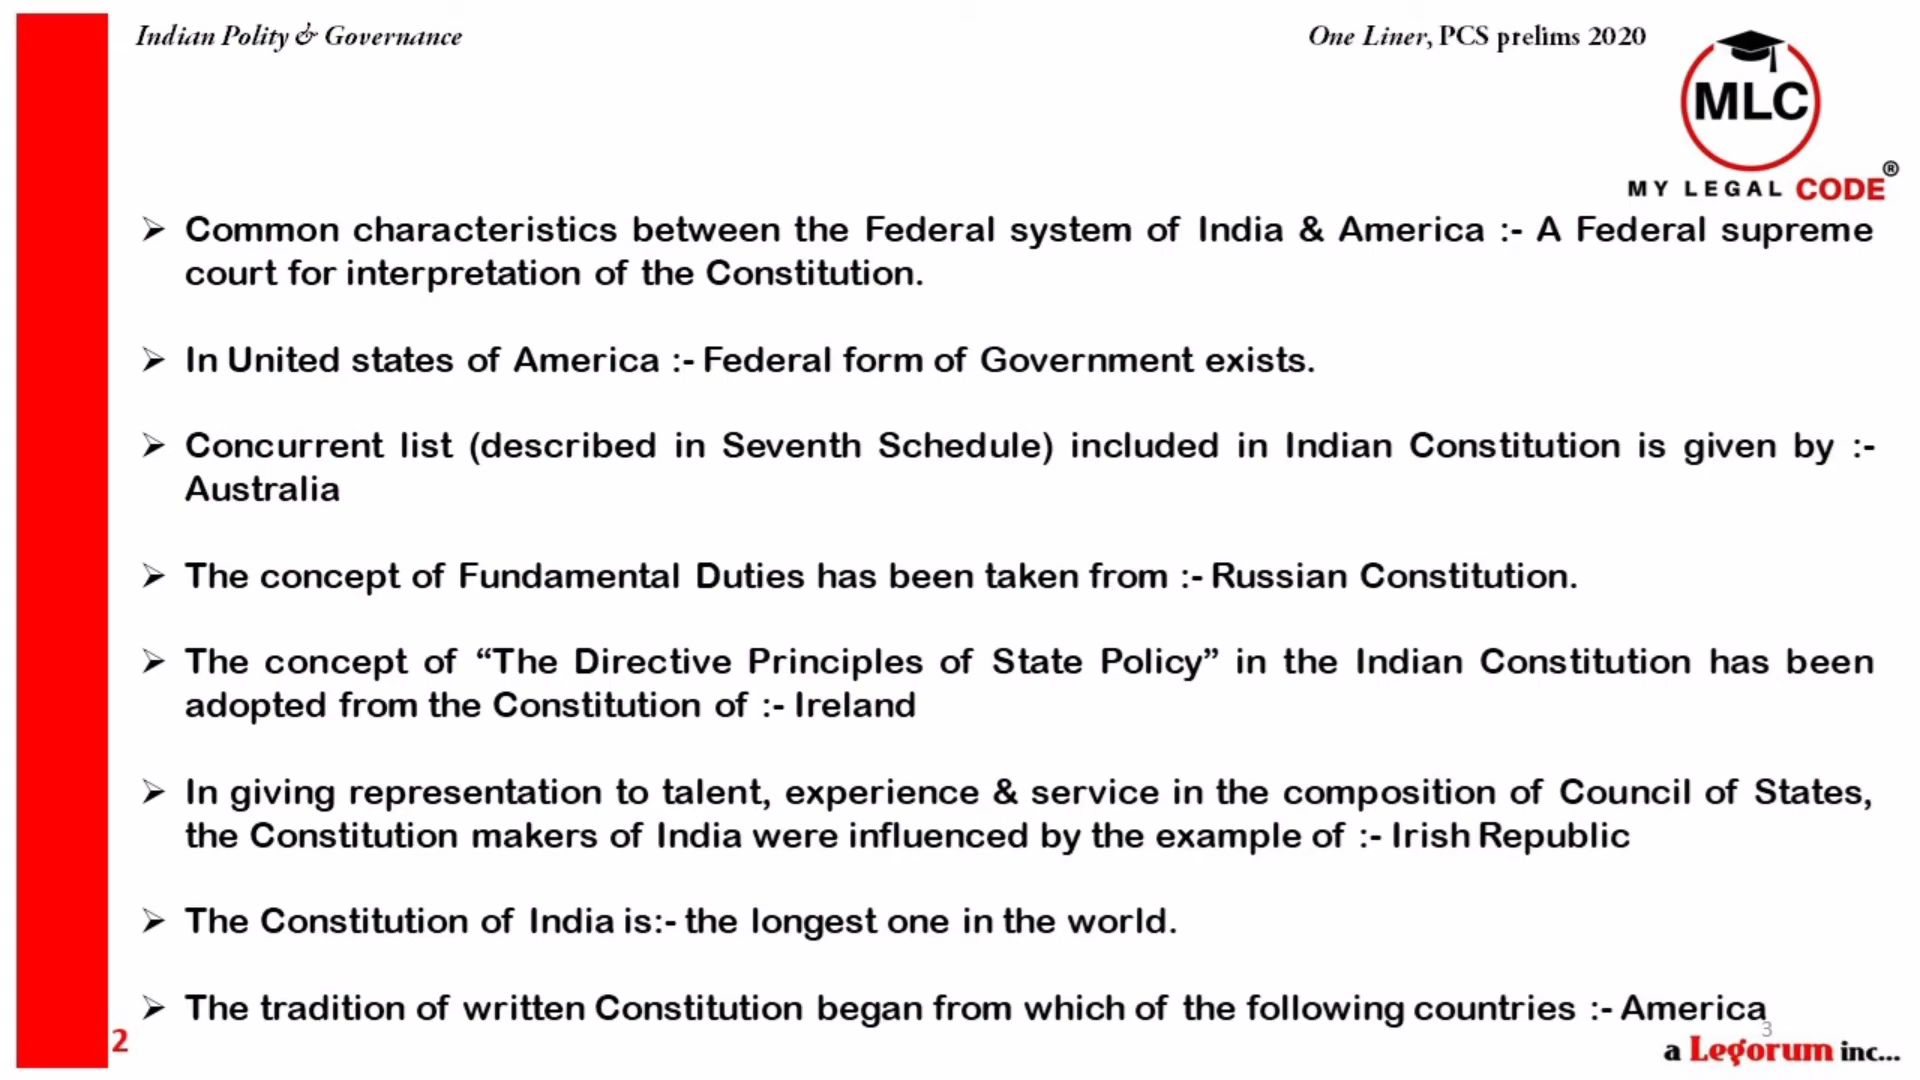 Indian Polity & Governance
One Liner, PCS prelims 2020
MLC
MY LEGAL CODE®
➢ Common characteristics between the Federal system of India & America :- A Federal supreme
court for interpretation of the Constitution.
➢ In United states of America :- Federal form of Government exists.
➢ Concurrent list (described in Seventh Schedule) included in Indian Constitution is given by :-
Australia
➢ The concept of Fundamental Duties has been taken from :- Russian Constitution.
➢ The concept of “The Directive Principles of State Policy” in the Indian Constitution has been
adopted from the Constitution of :- Ireland
➢ In giving representation to talent, experience & service in the composition of Council of States,
the Constitution makers of India were influenced by the example of :- Irish Republic
➢ The Constitution of India is:- the longest one in the world.
➢ The tradition of written Constitution began from which of the following countries :- America
2
3
a Legorum inc...